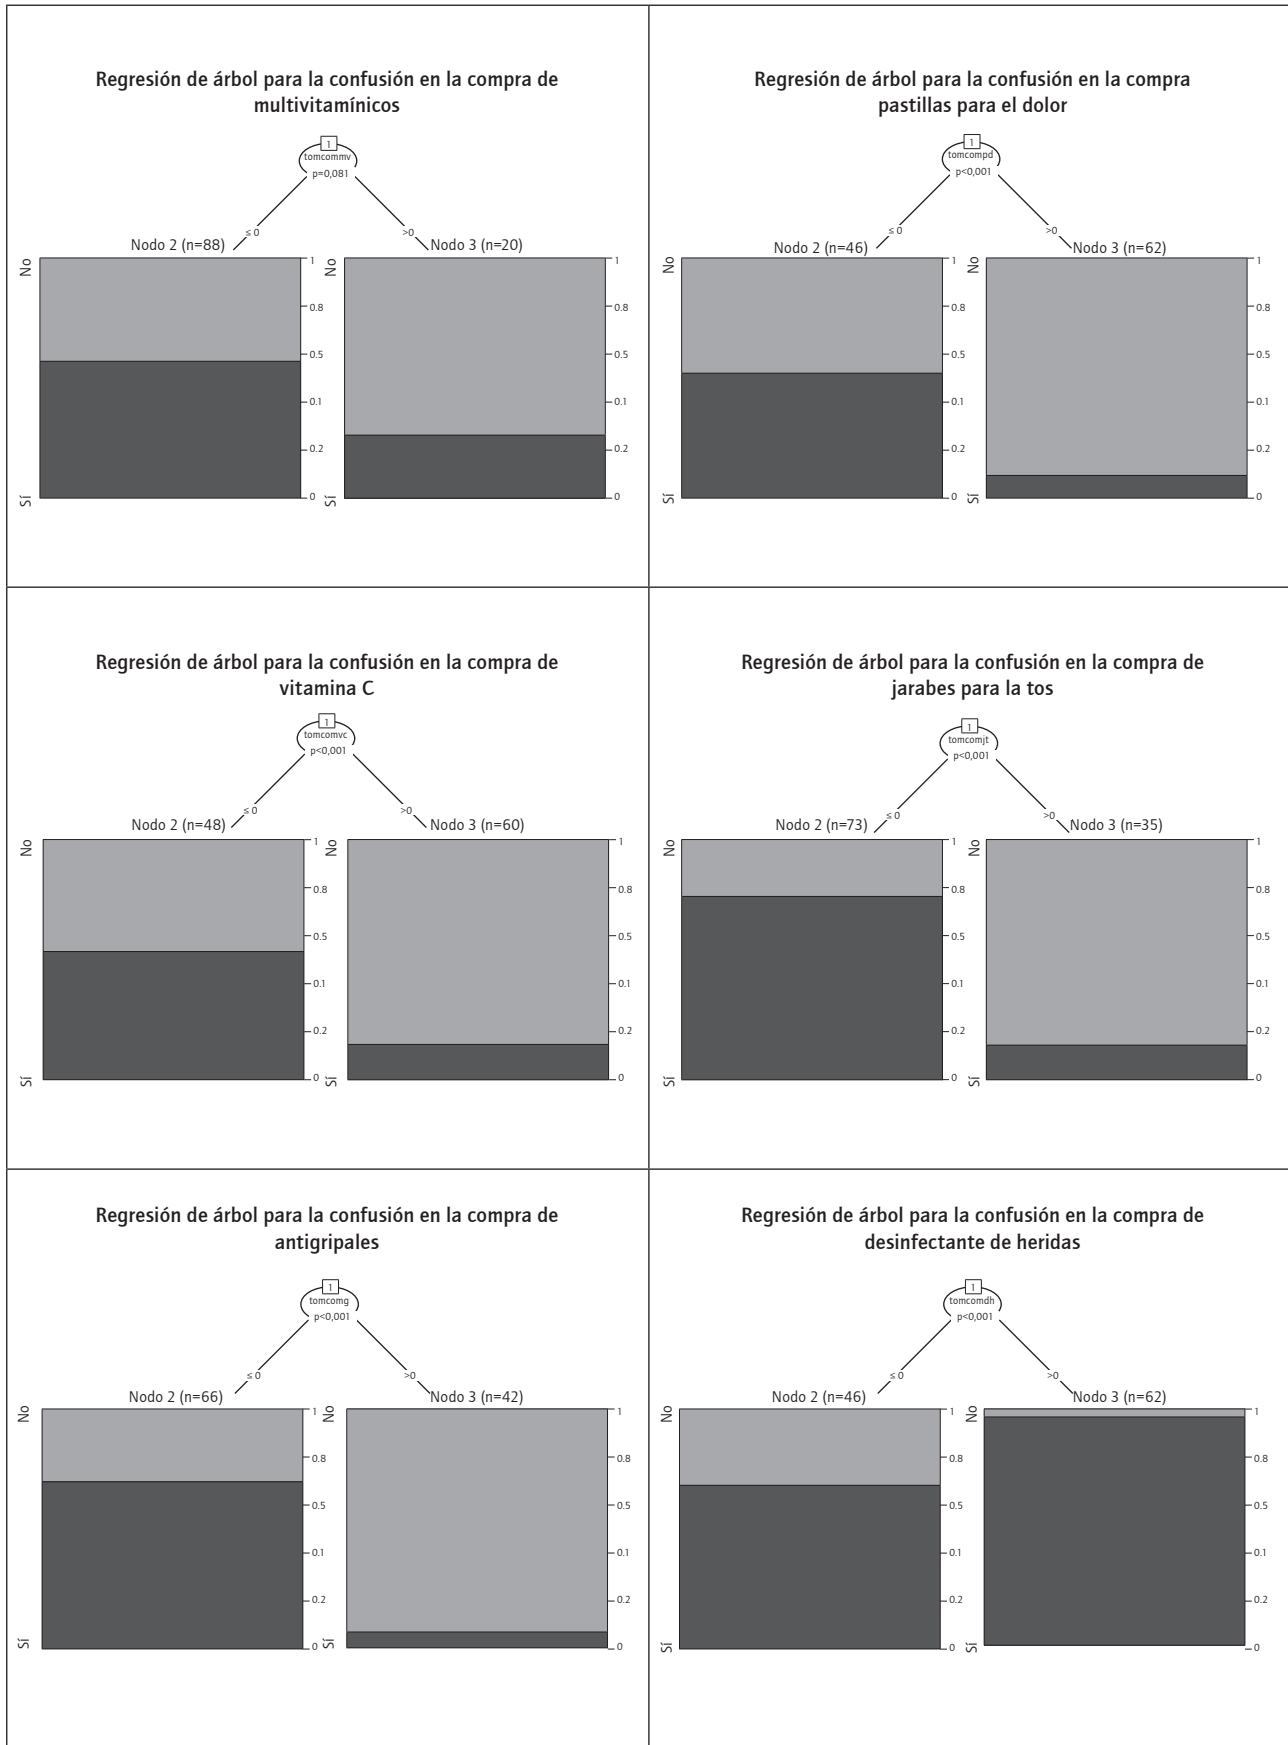 Regresión de árbol para la confusión en la compra de
multivitamínicos
1
tomcommv
p=0,081
≤ 0
>0
Nodo 2 (n=88)
Nodo 3 (n=20)
No
Sí
1
0.8
0.5
0.1
0.2
0
No
Sí
1
0.8
0.5
0.1
0.2
0
Regresión de árbol para la confusión en la compra
pastillas para el dolor
1
tomcompd
p<0,001
≤ 0
>0
Nodo 2 (n=46)
Nodo 3 (n=62)
No
Sí
1
0.8
0.5
0.1
0.2
0
No
Sí
1
0.8
0.5
0.1
0.2
0
Regresión de árbol para la confusión en la compra de
vitamina C
1
tomcomvc
p<0,001
≤ 0
>0
Nodo 2 (n=48)
Nodo 3 (n=60)
No
Sí
1
0.8
0.5
0.1
0.2
0
No
Sí
1
0.8
0.5
0.1
0.2
0
Regresión de árbol para la confusión en la compra de
jarabes para la tos
1
tomcomjt
p<0,001
≤ 0
>0
Nodo 2 (n=73)
Nodo 3 (n=35)
No
Sí
1
0.8
0.5
0.1
0.2
0
No
Sí
1
0.8
0.5
0.1
0.2
0
Regresión de árbol para la confusión en la compra de
antigripales
1
tomcomg
p<0,001
≤ 0
>0
Nodo 2 (n=66)
Nodo 3 (n=42)
No
Sí
1
0.8
0.5
0.1
0.2
0
No
Sí
1
0.8
0.5
0.1
0.2
0
Regresión de árbol para la confusión en la compra de
desinfectante de heridas
1
tomcomdh
p<0,001
≤ 0
>0
Nodo 2 (n=46)
Nodo 3 (n=62)
No
Sí
1
0.8
0.5
0.1
0.2
0
No
Sí
1
0.8
0.5
0.1
0.2
0